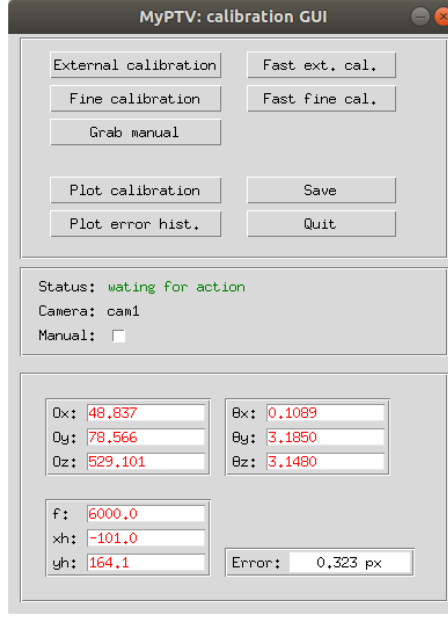 MyPTV: calibration GUI
External calibration Fast ext. cal.
Fine calibration Fast fine cal.
Grab manual
Plot calibration Save
Plot error hist. Quit
Status: wating for action
Camera: cam1
Manual:
Ox: 48.837 θx: 0.1089
Oy: 78.566 θy: 3.1850
Oz: 529.101 θz: 3.1480
f: 6000.0
xh: -101.0
yh: 164.1 Error: 0.323 px